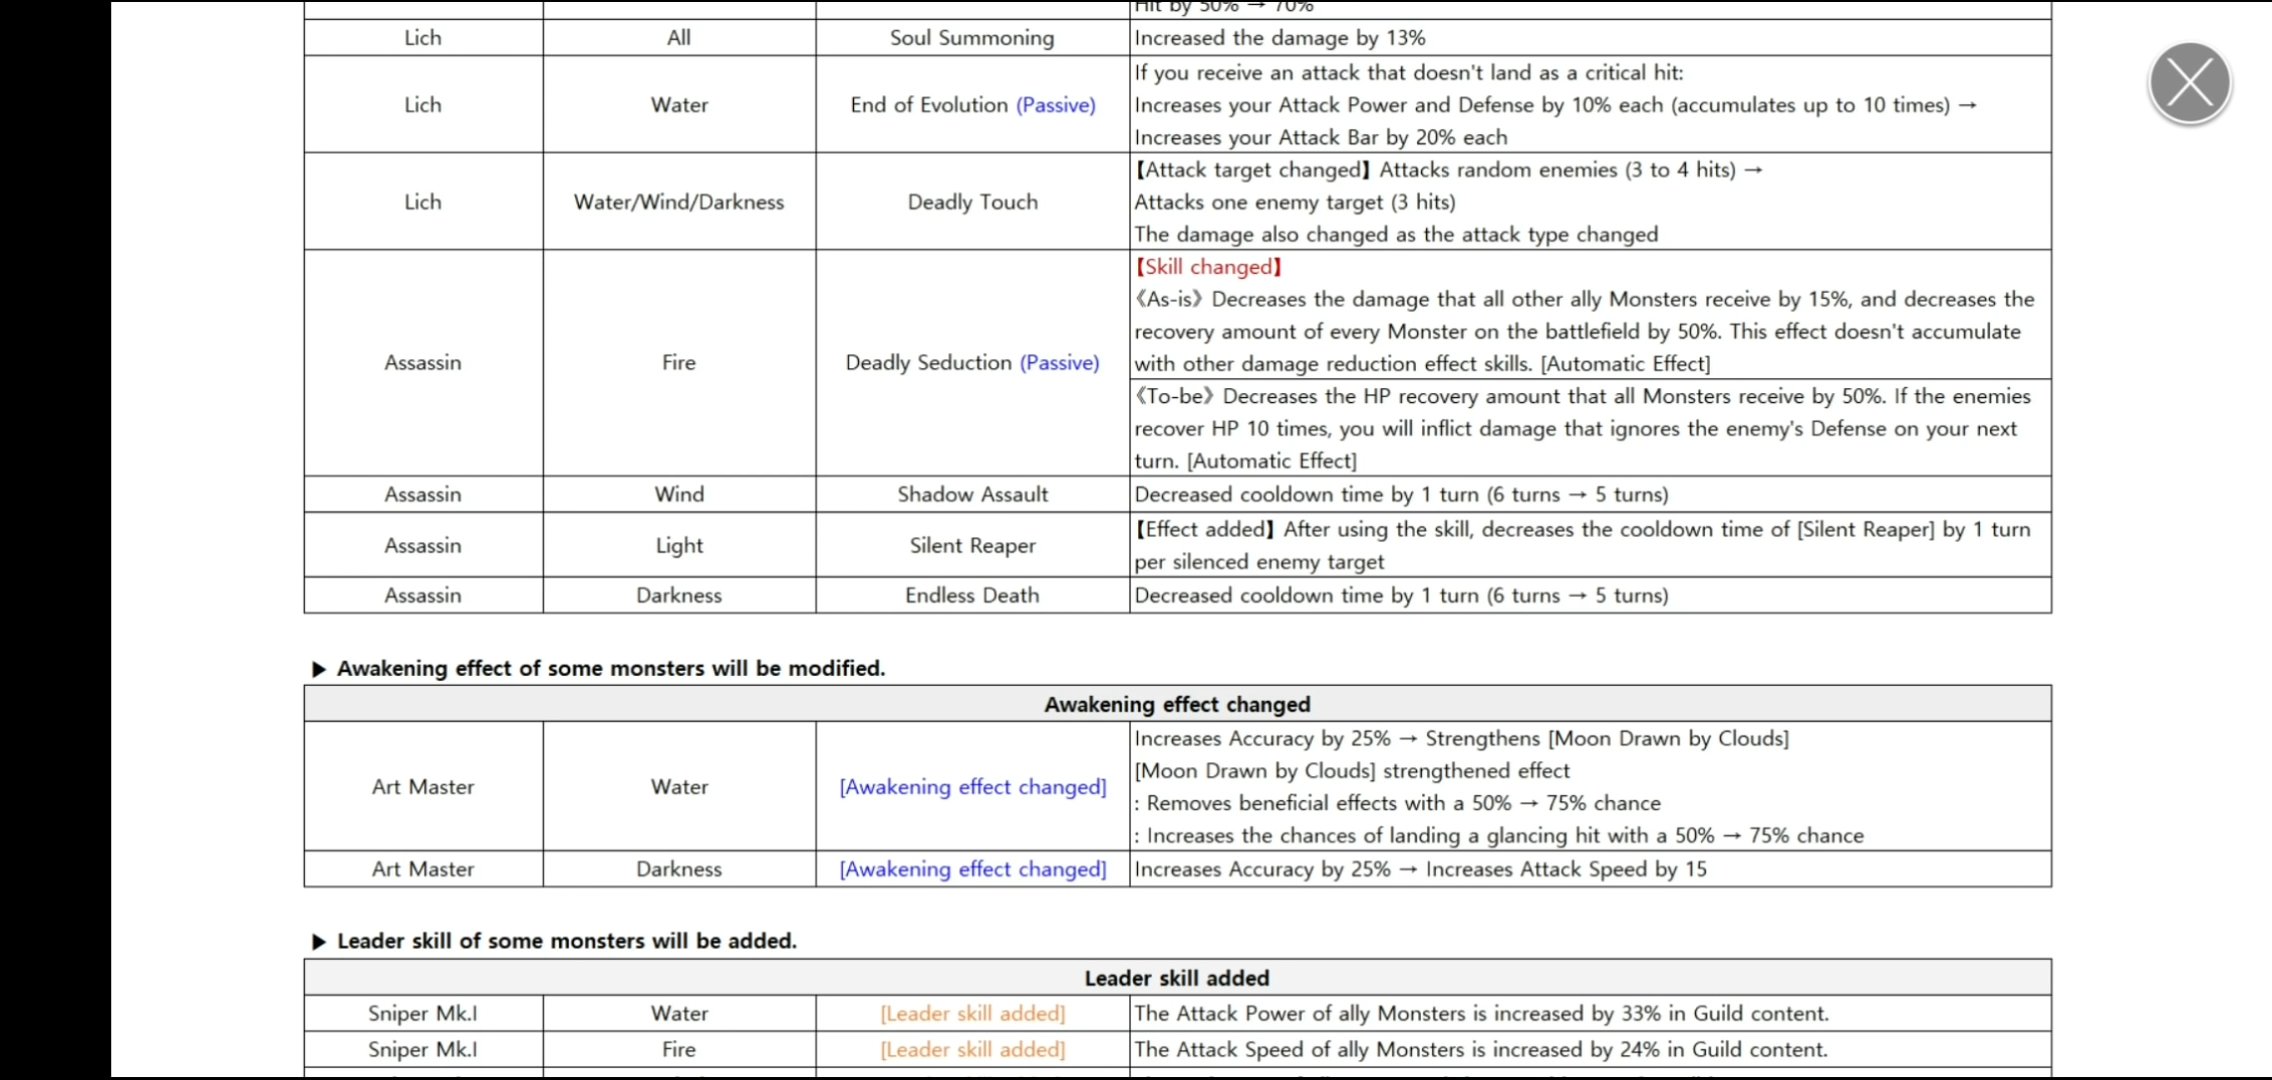 Hit by 50% → 70%
Lich All Soul Summoning Increased the damage by 13%
If you receive an attack that doesn't land as a critical hit:
Lich Water End of Evolution (Passive) Increases your Attack Power and Defense by 10% each (accumulates up to 10 times) →
Increases your Attack Bar by 20% each
【Attack target changed】Attacks random enemies (3 to 4 hits) →
Lich Water/Wind/Darkness Deadly Touch Attacks one enemy target (3 hits)
The damage also changed as the attack type changed
【Skill changed】
《As-is》Decreases the damage that all other ally Monsters receive by 15%, and decreases the
recovery amount of every Monster on the battlefield by 50%. This effect doesn't accumulate
Assassin Fire Deadly Seduction (Passive) with other damage reduction effect skills. [Automatic Effect]
《To-be》Decreases the HP recovery amount that all Monsters receive by 50%. If the enemies
recover HP 10 times, you will inflict damage that ignores the enemy's Defense on your next
turn. [Automatic Effect]
Assassin Wind Shadow Assault Decreased cooldown time by 1 turn (6 turns → 5 turns)
Assassin Light Silent Reaper 【Effect added】After using the skill, decreases the cooldown time of [Silent Reaper] by 1 turn
per silenced enemy target
Assassin Darkness Endless Death Decreased cooldown time by 1 turn (6 turns → 5 turns)
▶ Awakening effect of some monsters will be modified.
Awakening effect changed
Increases Accuracy by 25% → Strengthens [Moon Drawn by Clouds]
[Moon Drawn by Clouds] strengthened effect
Art Master Water [Awakening effect changed] : Removes beneficial effects with a 50% → 75% chance
: Increases the chances of landing a glancing hit with a 50% → 75% chance
Art Master Darkness [Awakening effect changed] Increases Accuracy by 25% → Increases Attack Speed by 15
▶ Leader skill of some monsters will be added.
Leader skill added
Sniper Mk.I Water [Leader skill added] The Attack Power of ally Monsters is increased by 33% in Guild content.
Sniper Mk.I Fire [Leader skill added] The Attack Speed of ally Monsters is increased by 24% in Guild content.